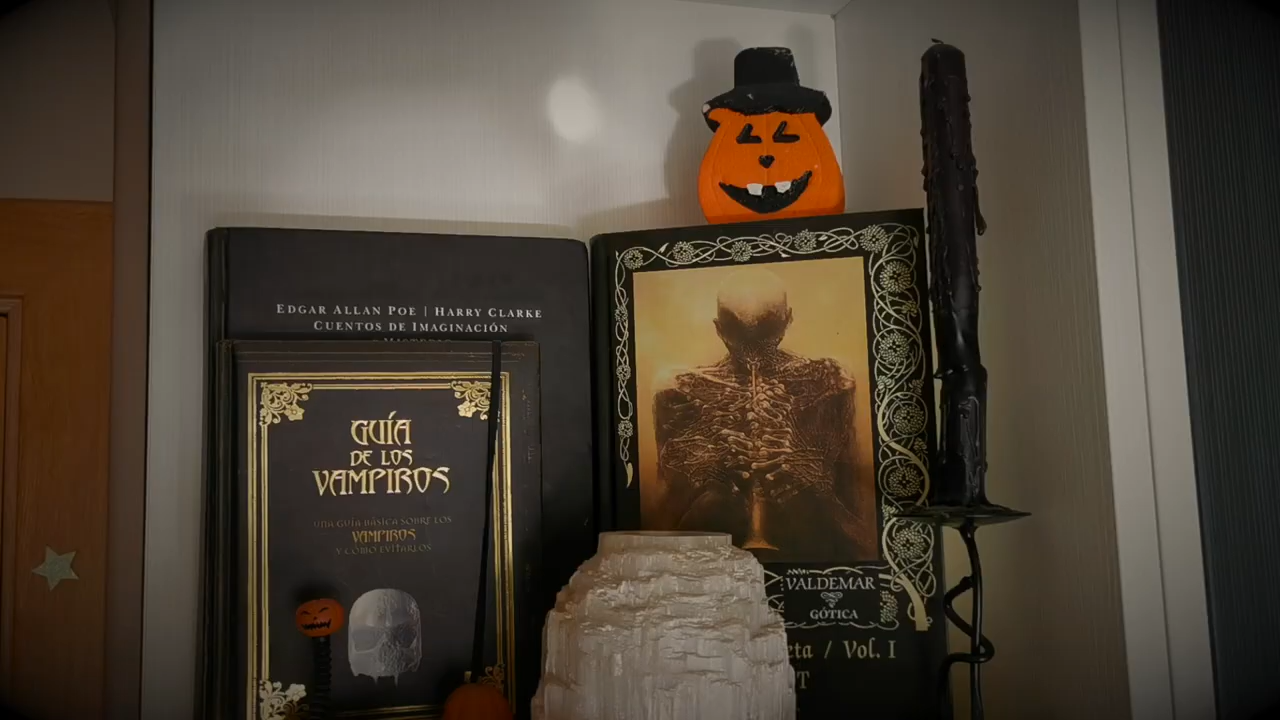 EDGAR ALLAN POE | HARRY CLARKE
CUENTOS DE IMAGINACIÓN
GUÍA
DE LOS
VAMPIROS
UNA GUÍA BÁSICA SOBRE LOS
VAMPIROS
Y CÓMO EVITARLOS
VALDEMAR
GÓTICA
eta / Vol. I
T